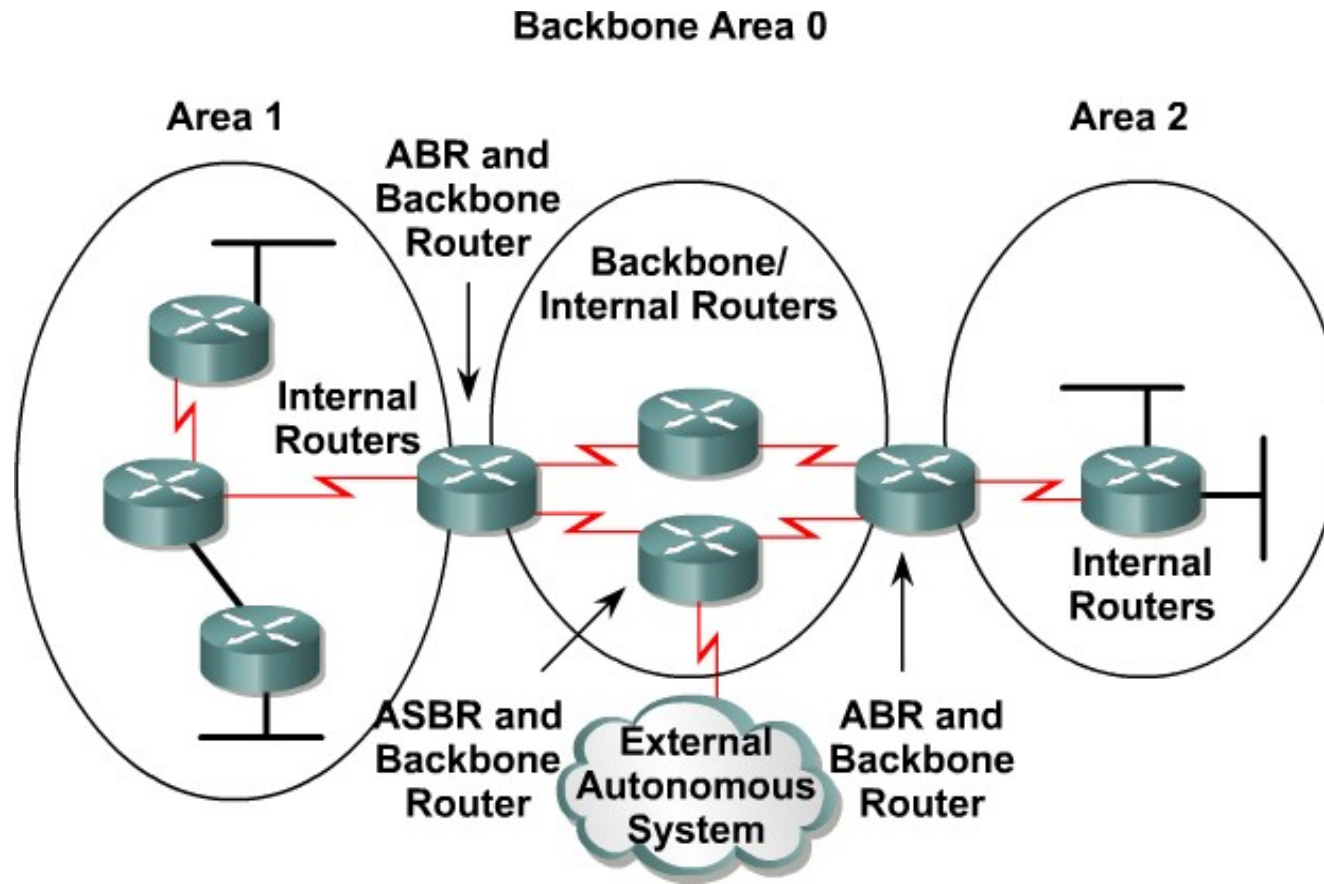 Backbone Area 0
Area 1
Area 2
ABR and
Backbone
Router
Backbone/
Internal Routers
Internal
Routers
Internal
Routers
ASBR and
Backbone
Router
External
Autonomous
System
ABR and
Backbone
Router